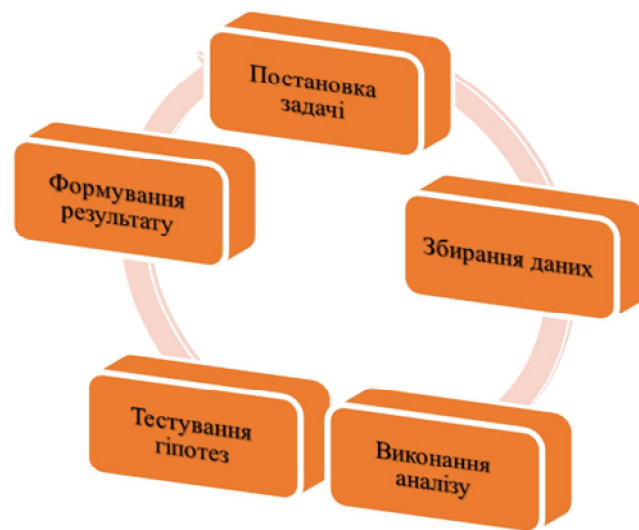 Постановка
задачі
Збирання даних
Виконання
аналізу
Тестування
гіпотез
Формування
результату